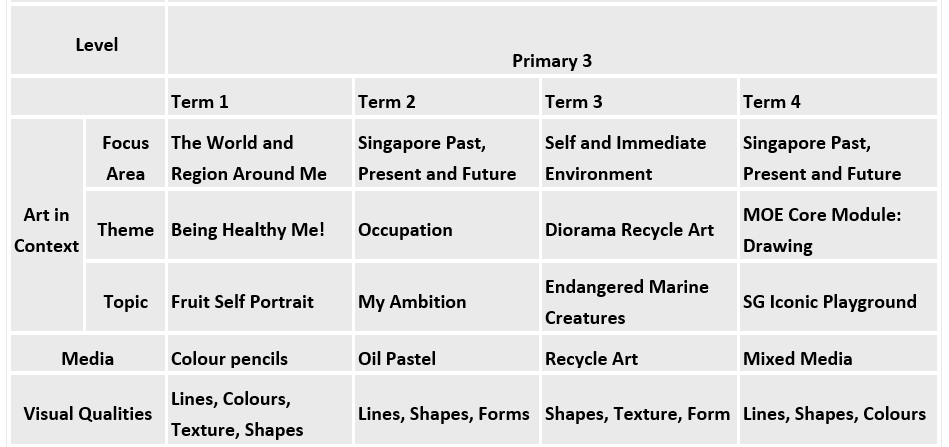 Level
Primary 3
Term 1
Term 2
Term 3
Term 4
Art in
Context
Focus
Area
The World and
Region Around Me
Singapore Past,
Present and Future
Self and Immediate
Environment
Singapore Past,
Present and Future
Theme
Being Healthy Me!
Occupation
Diorama Recycle Art
MOE Core Module:
Drawing
Topic
Fruit Self Portrait
My Ambition
Endangered Marine
Creatures
SG Iconic Playground
Media
Colour pencils
Oil Pastel
Recycle Art
Mixed Media
Visual Qualities
Lines, Colours,
Texture, Shapes
Lines, Shapes, Forms
Shapes, Texture, Form
Lines, Shapes, Colours